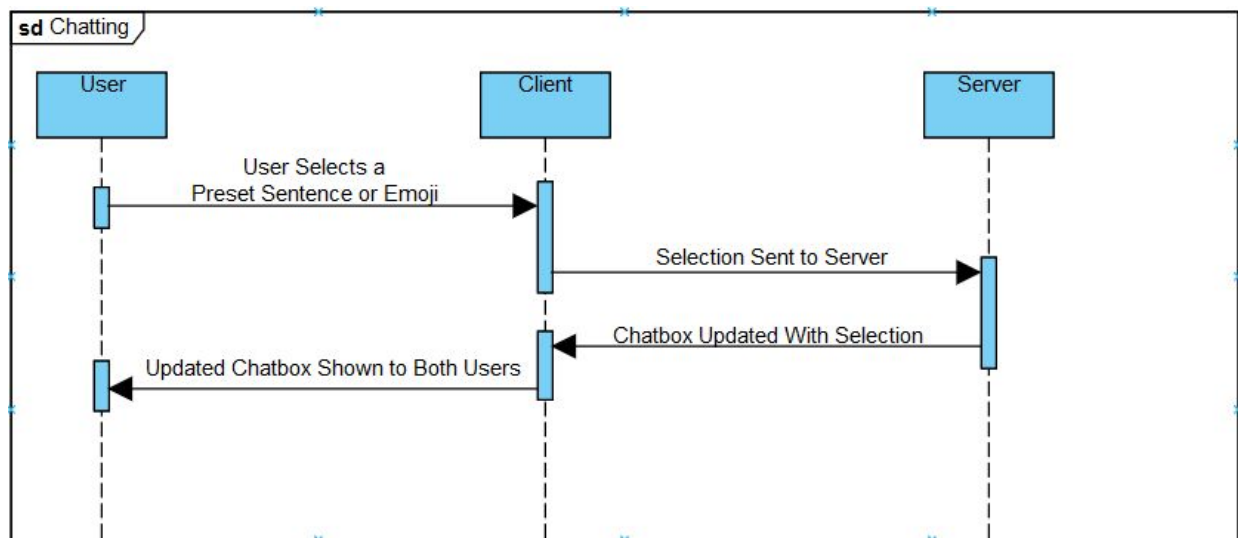 sd Chatting
User
Client
Server
User Selects a
Preset Sentence or Emoji
Selection Sent to Server
Chatbox Updated With Selection
Updated Chatbox Shown to Both Users